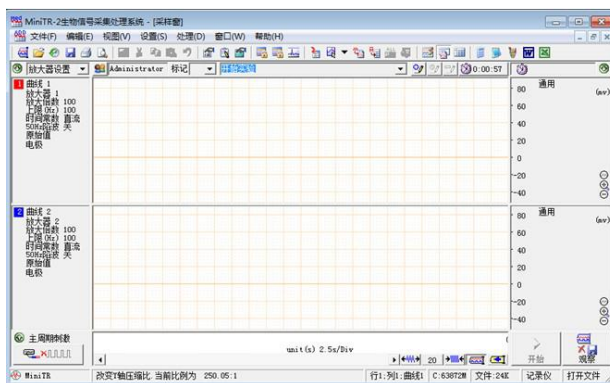 MiniTR-2生物信号采集处理系统 - [采样窗]
文件(F) 编辑(E) 视图(V) 设置(S) 处理(D) 窗口(W) 帮助(H)
放大器设置 Administrator 标记 开始实验 0:00:57
1 曲线 1
放大器 1
放大倍数 100
上限(Hz) 100
时间常数 直流
50Hz陷波 关
原始值
电极
80 通用
(mv)
60
40
20
0
-20
-40
2 曲线 2
放大器 2
放大倍数 100
上限(Hz) 100
时间常数 直流
50Hz陷波 关
原始值
电极
80 通用
(mv)
60
40
20
0
-20
-40
主周期刺激
unit(s) 2.5s/Div
20
开始 观察
MiniTR 改变Y轴压缩比 当前比例为 250.05:1 行1:列1:曲线1 C:63872M 文件:24K 记录仪 打开文件